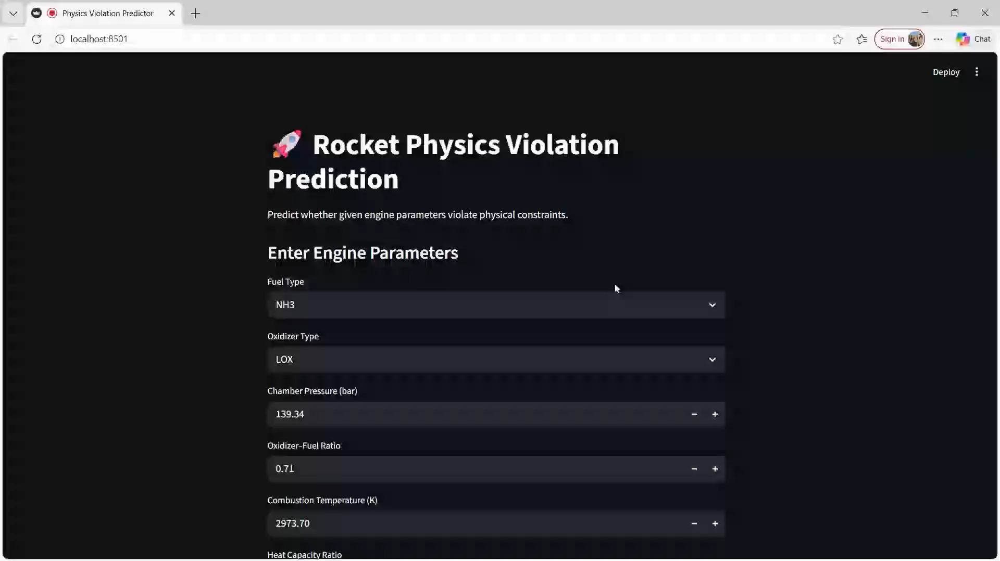 Physics Violation Predictor
localhost:8501
Sign in
Chat
Deploy
🚀 Rocket Physics Violation
Prediction
Predict whether given engine parameters violate physical constraints.
Enter Engine Parameters
Fuel Type
NH3
Oxidizer Type
LOX
Chamber Pressure (bar)
139.34
Oxidizer–Fuel Ratio
0.71
Combustion Temperature (K)
2973.70
Heat Capacity Ratio